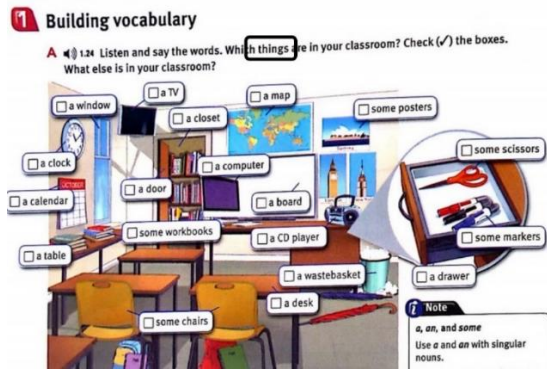 1 Building vocabulary
A 1.24 Listen and say the words. Which things are in your classroom? Check (✓) the boxes.
What else is in your classroom?
a TV
a map
a window
a closet
some posters
a clock
a computer
some scissors
OCTOBER
a calendar
a door
a board
some workbooks
a CD player
some markers
a table
a wastebasket
a drawer
a desk
some chairs
Note
a, an, and some
Use a and an with singular
nouns.